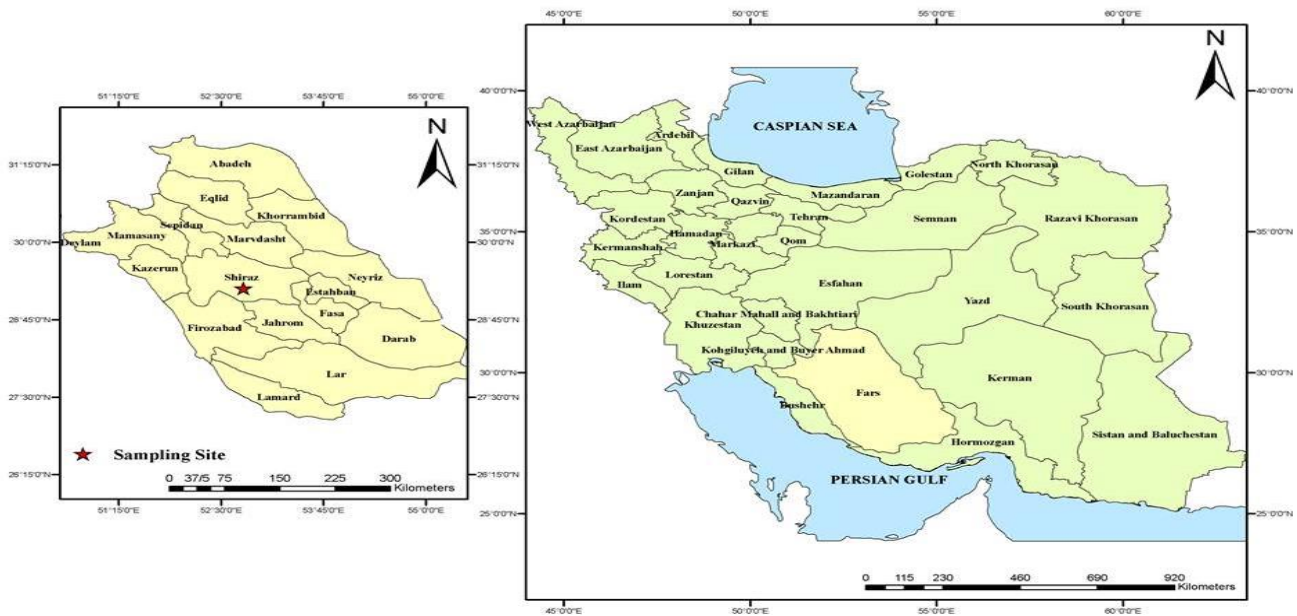 51°15'0"E 52°30'0"E 53°45'0"E 55°0'0"E
31°15'0"N
30°0'0"N
28°45'0"N
27°30'0"N
26°15'0"N
N
Abadeh
Eqlid
Khorrambid
Sepidan
Mamasany
Marvdasht
Deylam
Kazerun
Shiraz
Neyriz
Estahban
Fasa
Firozabad
Jahrom
Darab
Lar
Lamard
Sampling Site
0 37.5 75 150 225 300
Kilometers
31°15'0"N
30°0'0"N
28°45'0"N
27°30'0"N
26°15'0"N
51°15'0"E 52°30'0"E 53°45'0"E 55°0'0"E
45°0'0"E 50°0'0"E 55°0'0"E 60°0'0"E
40°0'0"N
35°0'0"N
30°0'0"N
25°0'0"N
N
CASPIAN SEA
West Azarbaijan
Ardebil
East Azarbaijan
Gilan
Golestan
North Khorasan
Zanjan
Mazandaran
Qazvin
Kordestan
Tehran
Semnan
Razavi Khorasan
Hamadan
Markazi
Qom
Kermanshah
Lorestan
Ilam
Esfahan
Yazd
South Khorasan
Chahar Mahall and Bakhtiari
Khuzestan
Kohgiluyeh and Buyer Ahmad
Fars
Kerman
Bushehr
Hormozgan
Sistan and Baluchestan
PERSIAN GULF
0 115 230 460 690 920
Kilometers
40°0'0"N
35°0'0"N
30°0'0"N
25°0'0"N
45°0'0"E 50°0'0"E 55°0'0"E 60°0'0"E